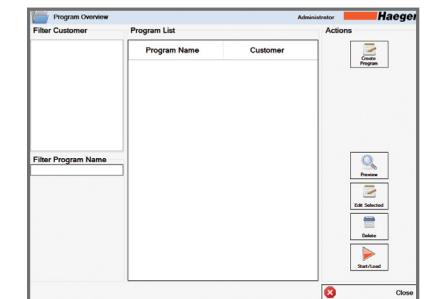 Program Overview
Administrator
Haeger
Filter Customer
Program List
Actions
Program Name
Customer
Create
Program
Filter Program Name
Preview
Edit Selected
Delete
Start/Load
Close